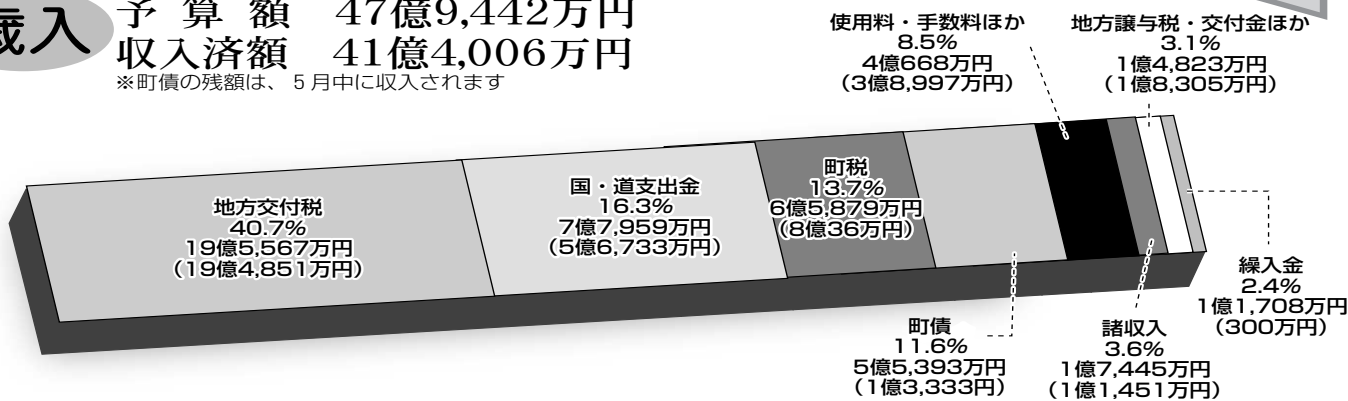 歳入
予算額 47億9,442万円
収入済額 41億4,006万円
※町債の残額は、5月中に収入されます
使用料・手数料ほか
8.5%
4億668万円
(3億8,997万円)
地方譲与税・交付金ほか
3.1%
1億4,823万円
(1億8,305万円)
地方交付税
40.7%
19億5,567万円
(19億4,851万円)
国・道支出金
16.3%
7億7,959万円
(5億6,733万円)
町税
13.7%
6億5,879万円
(8億36万円)
町債
11.6%
5億5,393万円
(1億3,333円)
諸収入
3.6%
1億7,445万円
(1億1,451万円)
繰入金
2.4%
1億1,708万円
(300万円)